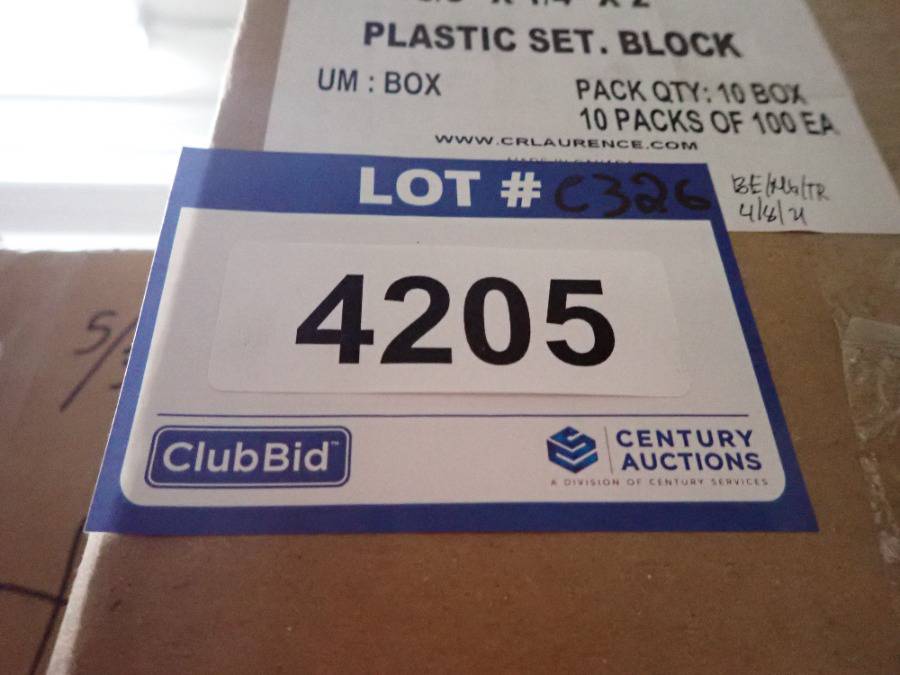 PLASTIC SET. BLOCK
UM : BOX
PACK QTY: 10 BOX
10 PACKS OF 100 EA
WWW.CRLAURENCE.COM
LOT # C326
4205
ClubBid™
CENTURY
AUCTIONS
A DIVISION OF CENTURY SERVICES